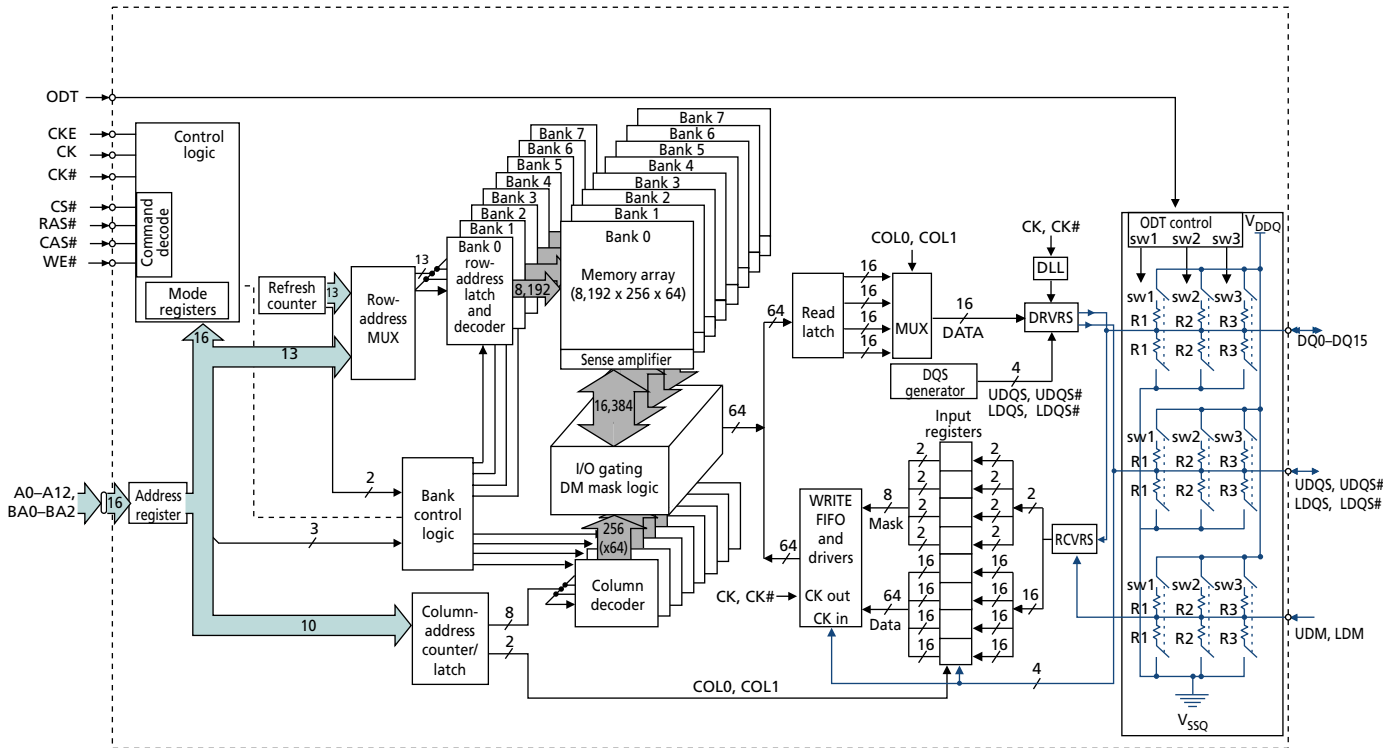 ODT
CKE
CK
CK#
CS#
RAS#
CAS#
WE#
Control
logic
Command
decode
Mode
registers
16
13
Refresh
counter
13
Row-
address
MUX
13
Bank 7
Bank 6
Bank 5
Bank 4
Bank 3
Bank 2
Bank 1
Bank 0
row-
address
latch
and
decoder
8,192
Bank 7
Bank 6
Bank 5
Bank 4
Bank 3
Bank 2
Bank 1
Bank 0
Memory array
(8,192 x 256 x 64)
Sense amplifier
16,384
I/O gating
DM mask logic
256
(x64)
Column
decoder
A0–A12,
BA0–BA2
16
Address
register
2
3
Bank
control
logic
10
Column-
address
counter/
latch
8
2
COL0, COL1
64
64
64
Read
latch
16
16
16
16
COL0, COL1
MUX
16
DATA
CK, CK#
DLL
DRVRS
DQS
generator
4
UDQS, UDQS#
LDQS, LDQS#
Input
registers
2
2
2
2
2
2
2
2
2
8
Mask
WRITE
FIFO
and
drivers
CK out
CK in
CK, CK#
64
Data
16
16
16
16
16
16
16
16
16
RCVRS
4
ODT control
VDDQ
sw1 sw2 sw3
sw1 sw2 sw3
R1 R2 R3
R1 R2 R3
DQ0–DQ15
sw1 sw2 sw3
R1 R2 R3
R1 R2 R3
UDQS, UDQS#
LDQS, LDQS#
sw1 sw2 sw3
R1 R2 R3
R1 R2 R3
UDM, LDM
VSSQ